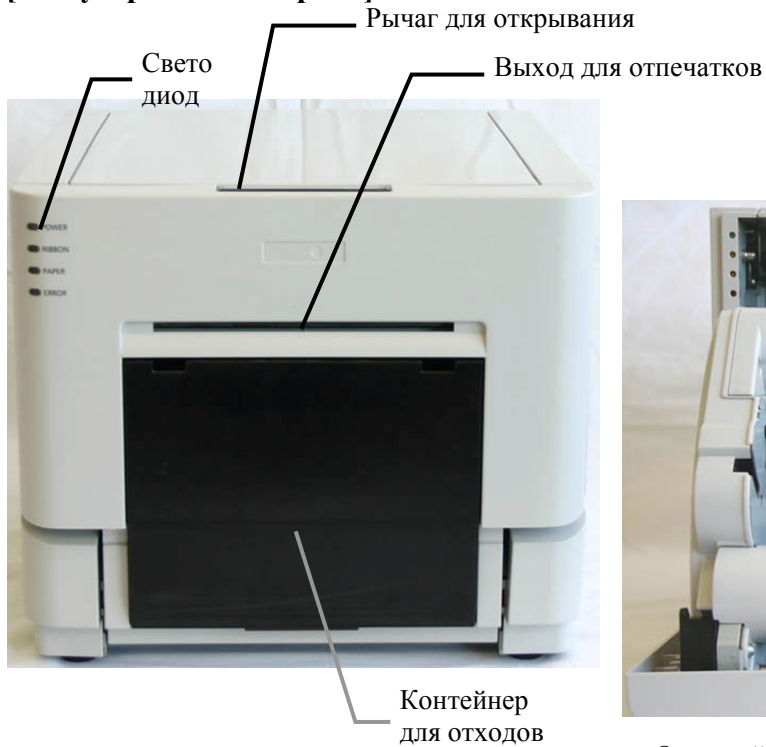 Рычаг для открывания
Выход для отпечатков
Свето
диод
POWER
RIBBON
PAPER
ERROR
Контейнер
для отходов